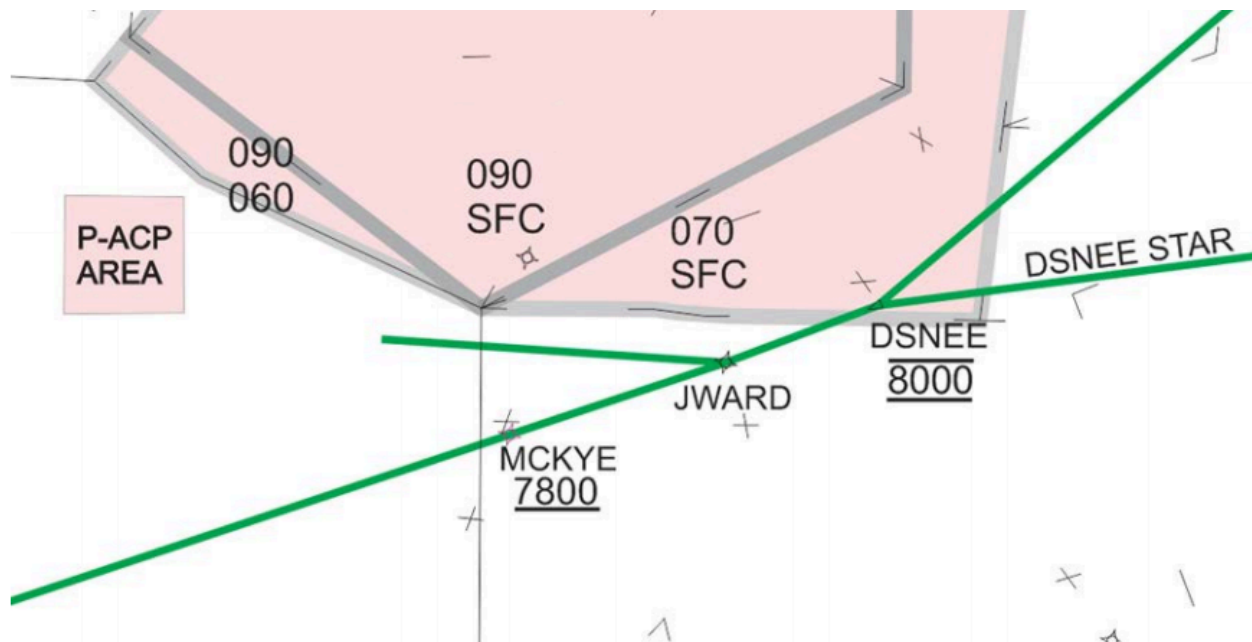 090
060
090
SFC
070
SFC
P-ACP
AREA
DSNEE STAR
DSNEE
8000
JWARD
MCKYE
7800